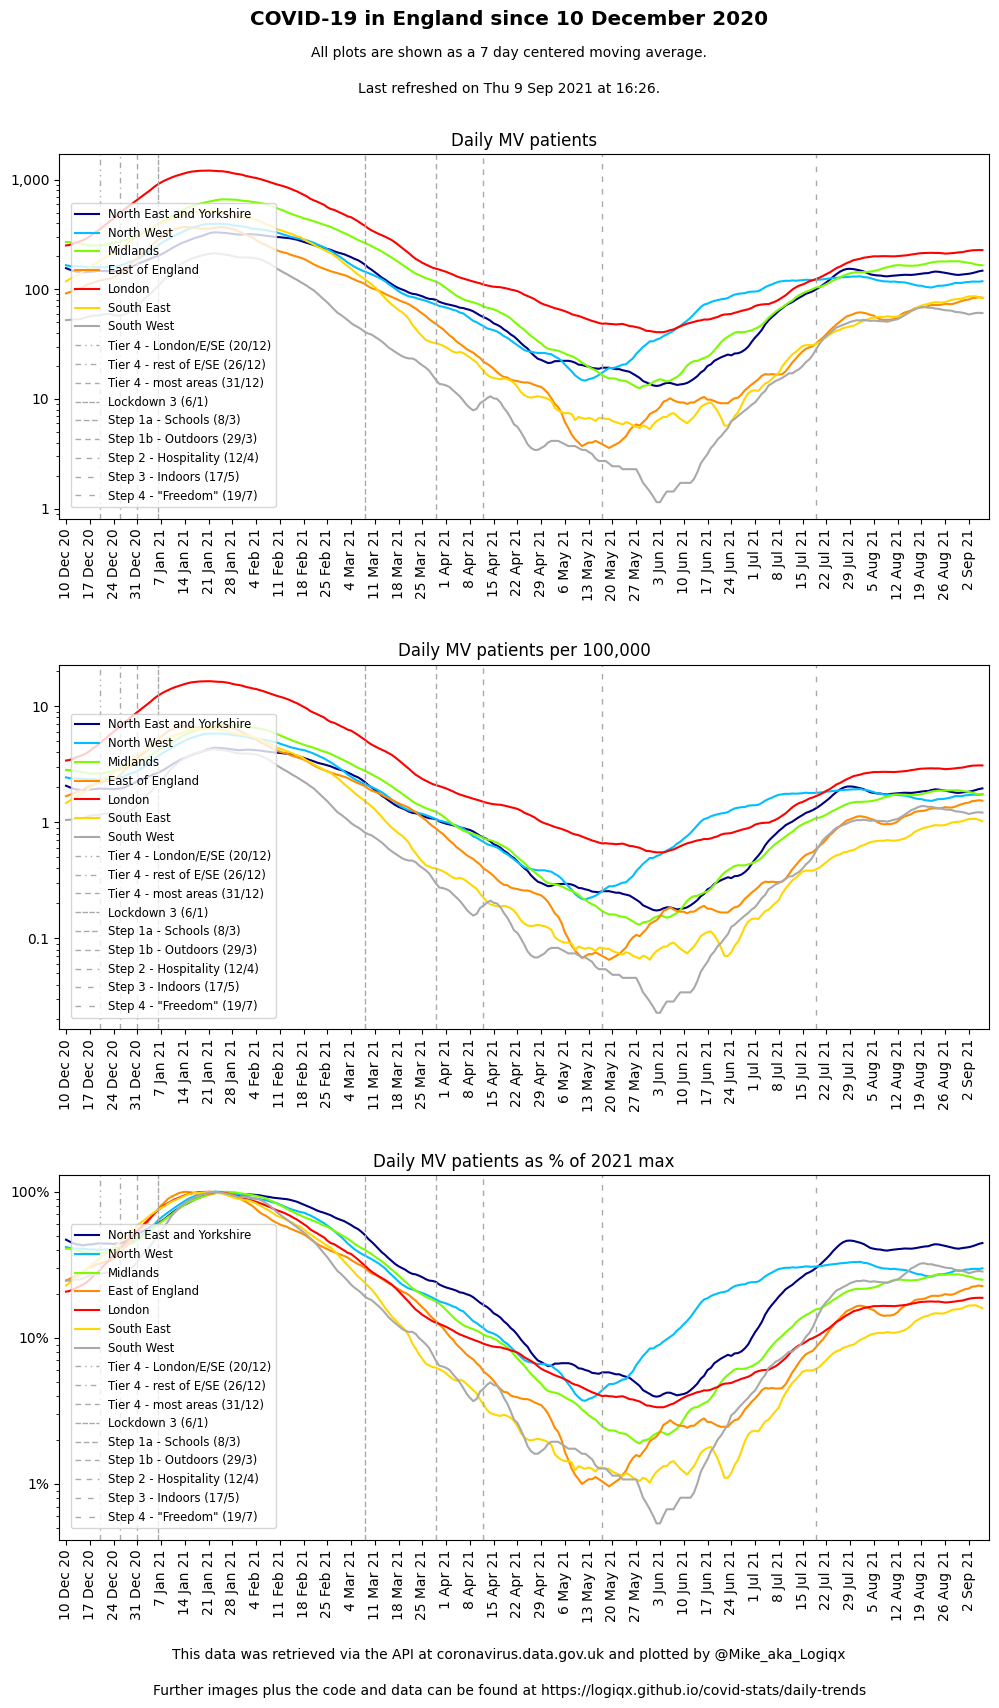 COVID-19 in England since 10 December 2020
All plots are shown as a 7 day centered moving average.
Last refreshed on Thu 9 Sep 2021 at 16:26.
Daily MV patients
1,000
100
10
1
North East and Yorkshire
North West
Midlands
East of England
London
South East
South West
Tier 4 - London/E/SE (20/12)
Tier 4 - rest of E/SE (26/12)
Tier 4 - most areas (31/12)
Lockdown 3 (6/1)
Step 1a - Schools (8/3)
Step 1b - Outdoors (29/3)
Step 2 - Hospitality (12/4)
Step 3 - Indoors (17/5)
Step 4 - "Freedom" (19/7)
10 Dec 20
17 Dec 20
24 Dec 20
31 Dec 20
7 Jan 21
14 Jan 21
21 Jan 21
28 Jan 21
4 Feb 21
11 Feb 21
18 Feb 21
25 Feb 21
4 Mar 21
11 Mar 21
18 Mar 21
25 Mar 21
1 Apr 21
8 Apr 21
15 Apr 21
22 Apr 21
29 Apr 21
6 May 21
13 May 21
20 May 21
27 May 21
3 Jun 21
10 Jun 21
17 Jun 21
24 Jun 21
1 Jul 21
8 Jul 21
15 Jul 21
22 Jul 21
29 Jul 21
5 Aug 21
12 Aug 21
19 Aug 21
26 Aug 21
2 Sep 21
Daily MV patients per 100,000
10
1
0.1
North East and Yorkshire
North West
Midlands
East of England
London
South East
South West
Tier 4 - London/E/SE (20/12)
Tier 4 - rest of E/SE (26/12)
Tier 4 - most areas (31/12)
Lockdown 3 (6/1)
Step 1a - Schools (8/3)
Step 1b - Outdoors (29/3)
Step 2 - Hospitality (12/4)
Step 3 - Indoors (17/5)
Step 4 - "Freedom" (19/7)
10 Dec 20
17 Dec 20
24 Dec 20
31 Dec 20
7 Jan 21
14 Jan 21
21 Jan 21
28 Jan 21
4 Feb 21
11 Feb 21
18 Feb 21
25 Feb 21
4 Mar 21
11 Mar 21
18 Mar 21
25 Mar 21
1 Apr 21
8 Apr 21
15 Apr 21
22 Apr 21
29 Apr 21
6 May 21
13 May 21
20 May 21
27 May 21
3 Jun 21
10 Jun 21
17 Jun 21
24 Jun 21
1 Jul 21
8 Jul 21
15 Jul 21
22 Jul 21
29 Jul 21
5 Aug 21
12 Aug 21
19 Aug 21
26 Aug 21
2 Sep 21
Daily MV patients as % of 2021 max
100%
10%
1%
North East and Yorkshire
North West
Midlands
East of England
London
South East
South West
Tier 4 - London/E/SE (20/12)
Tier 4 - rest of E/SE (26/12)
Tier 4 - most areas (31/12)
Lockdown 3 (6/1)
Step 1a - Schools (8/3)
Step 1b - Outdoors (29/3)
Step 2 - Hospitality (12/4)
Step 3 - Indoors (17/5)
Step 4 - "Freedom" (19/7)
10 Dec 20
17 Dec 20
24 Dec 20
31 Dec 20
7 Jan 21
14 Jan 21
21 Jan 21
28 Jan 21
4 Feb 21
11 Feb 21
18 Feb 21
25 Feb 21
4 Mar 21
11 Mar 21
18 Mar 21
25 Mar 21
1 Apr 21
8 Apr 21
15 Apr 21
22 Apr 21
29 Apr 21
6 May 21
13 May 21
20 May 21
27 May 21
3 Jun 21
10 Jun 21
17 Jun 21
24 Jun 21
1 Jul 21
8 Jul 21
15 Jul 21
22 Jul 21
29 Jul 21
5 Aug 21
12 Aug 21
19 Aug 21
26 Aug 21
2 Sep 21
This data was retrieved via the API at coronavirus.data.gov.uk and plotted by @Mike_aka_Logiqx
Further images plus the code and data can be found at https://logiqx.github.io/covid-stats/daily-trends